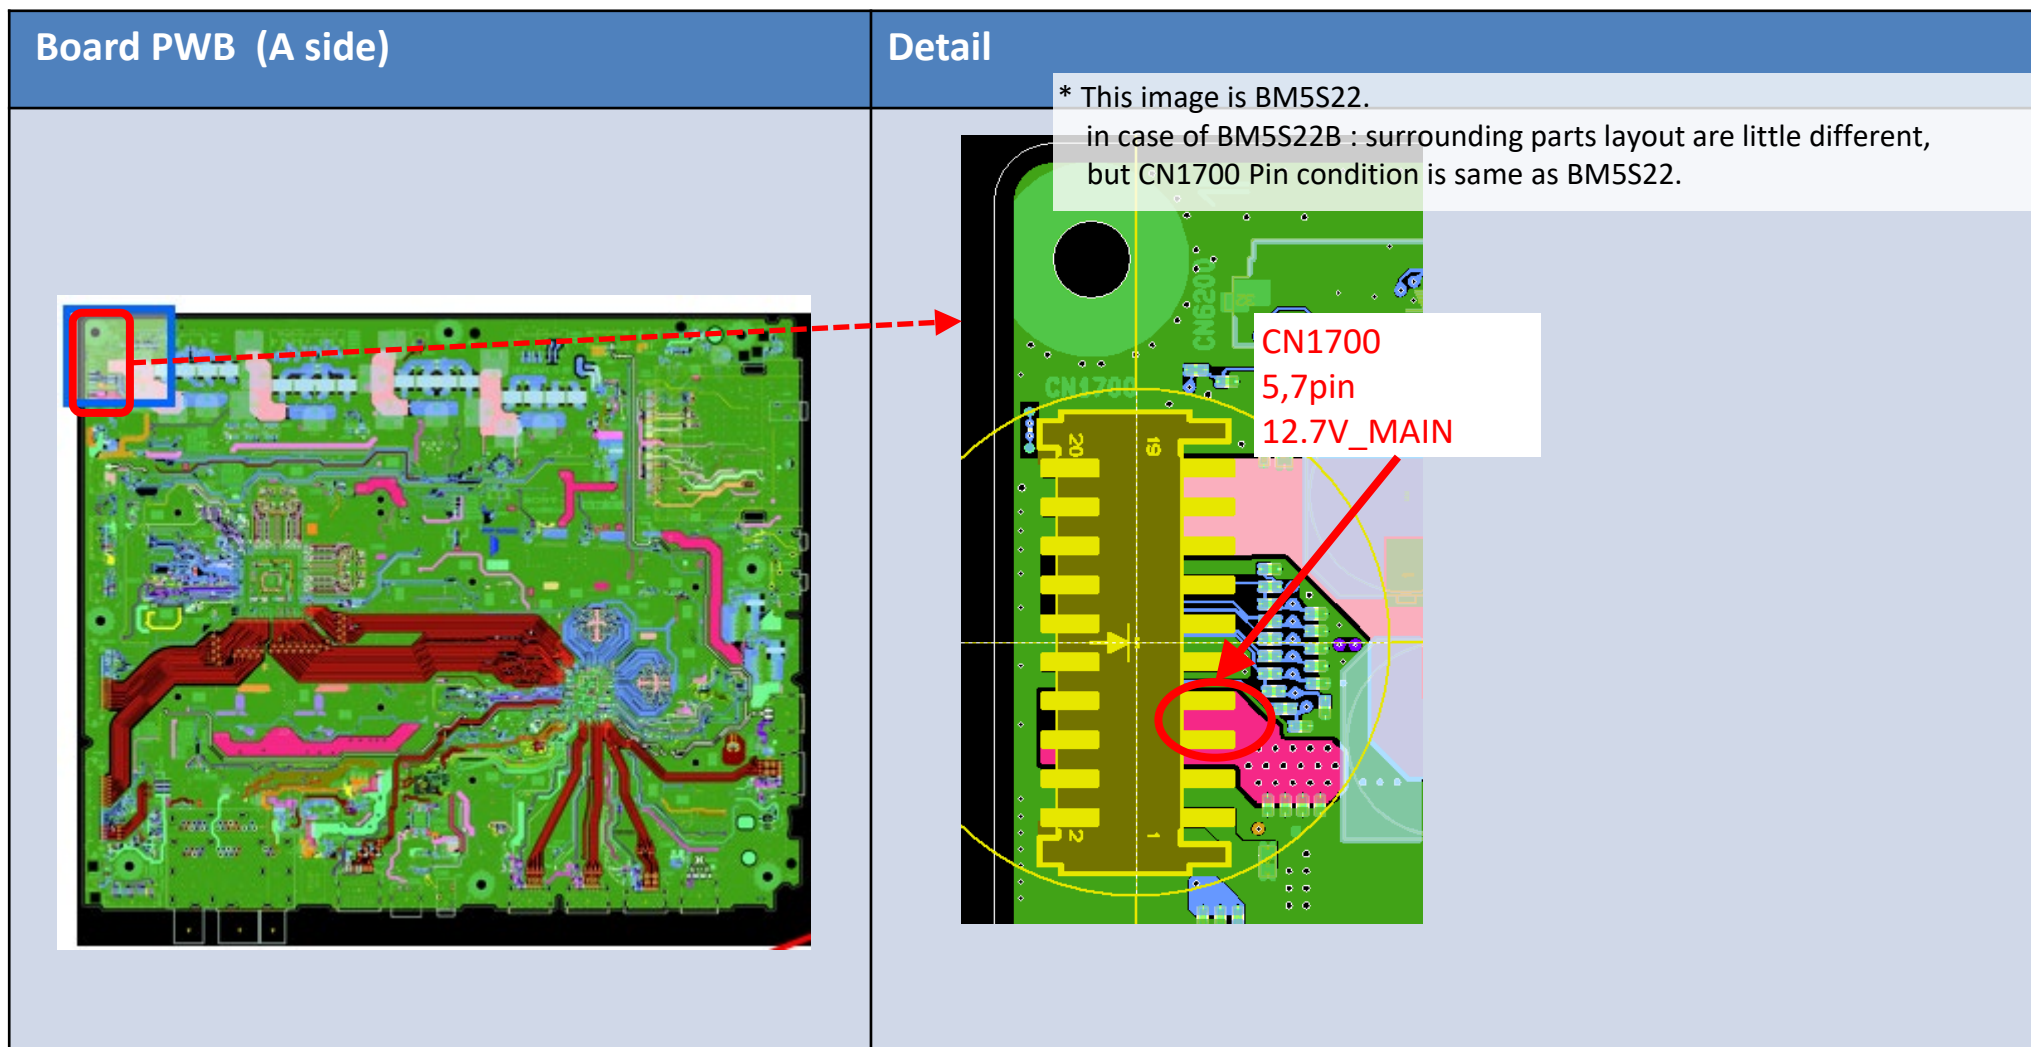 Board PWB (A side)
Detail
* This image is BM5S22.
in case of BM5S22B : surrounding parts layout are little different,
but CN1700 Pin condition is same as BM5S22.
CN6200
CN1700
5,7pin
12.7V_MAIN
CN1700
20
19
2
1